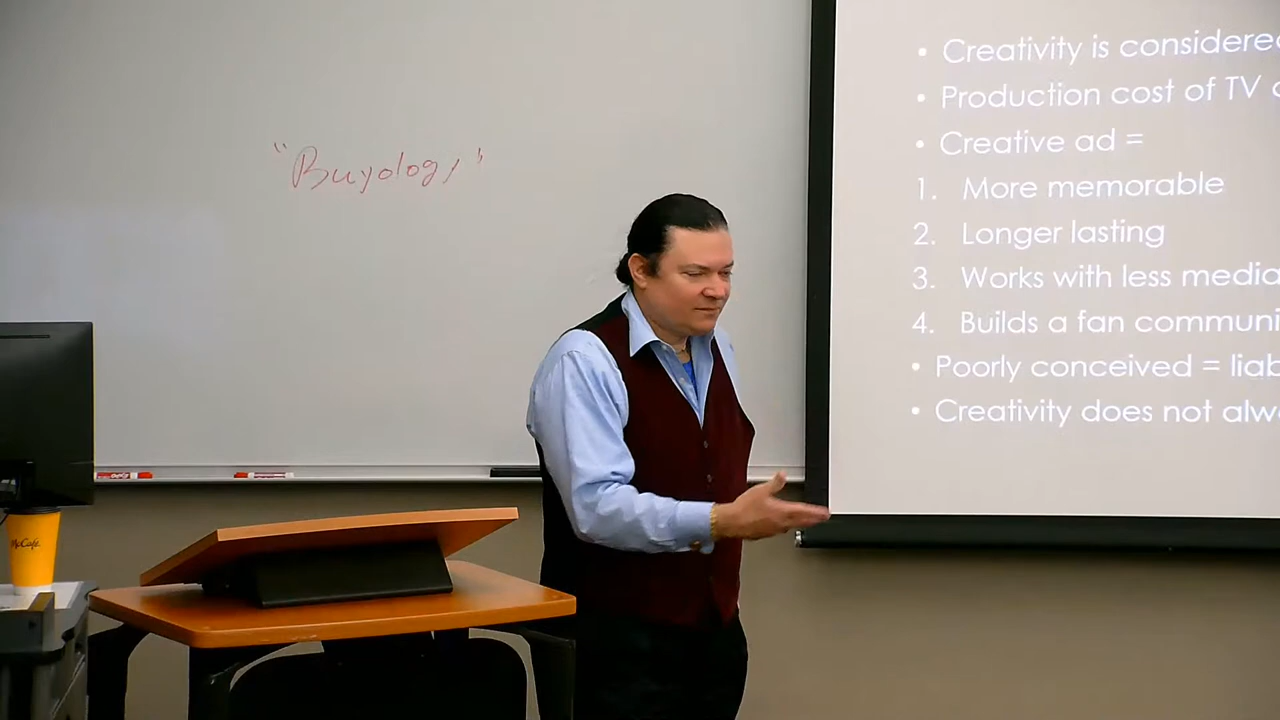 "Buyology"
• Creativity is considered
• Production cost of TV
• Creative ad =
1. More memorable
2. Longer lasting
3. Works with less media
4. Builds a fan communi
• Poorly conceived = liab
• Creativity does not alw
McCafé